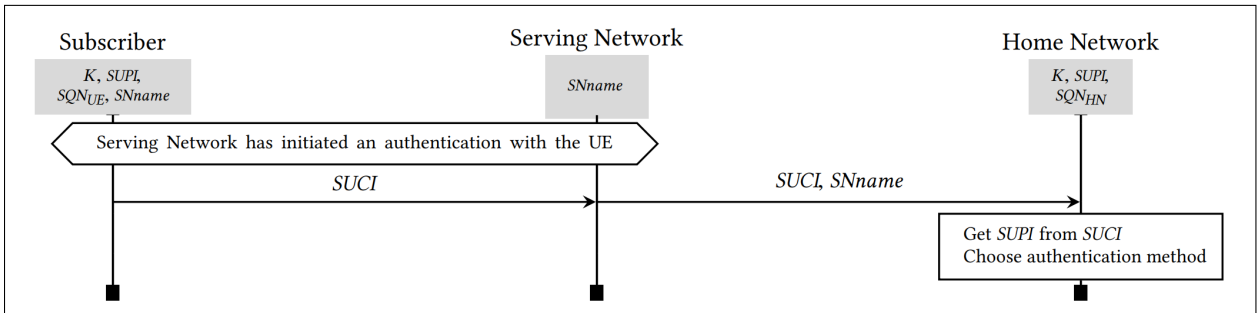 Subscriber
Serving Network
Home Network
K, SUPI,
SQN_UE, SNname
SNname
K, SUPI,
SQN_HN
Serving Network has initiated an authentication with the UE
SUCI
SUCI, SNname
Get SUPI from SUCI
Choose authentication method